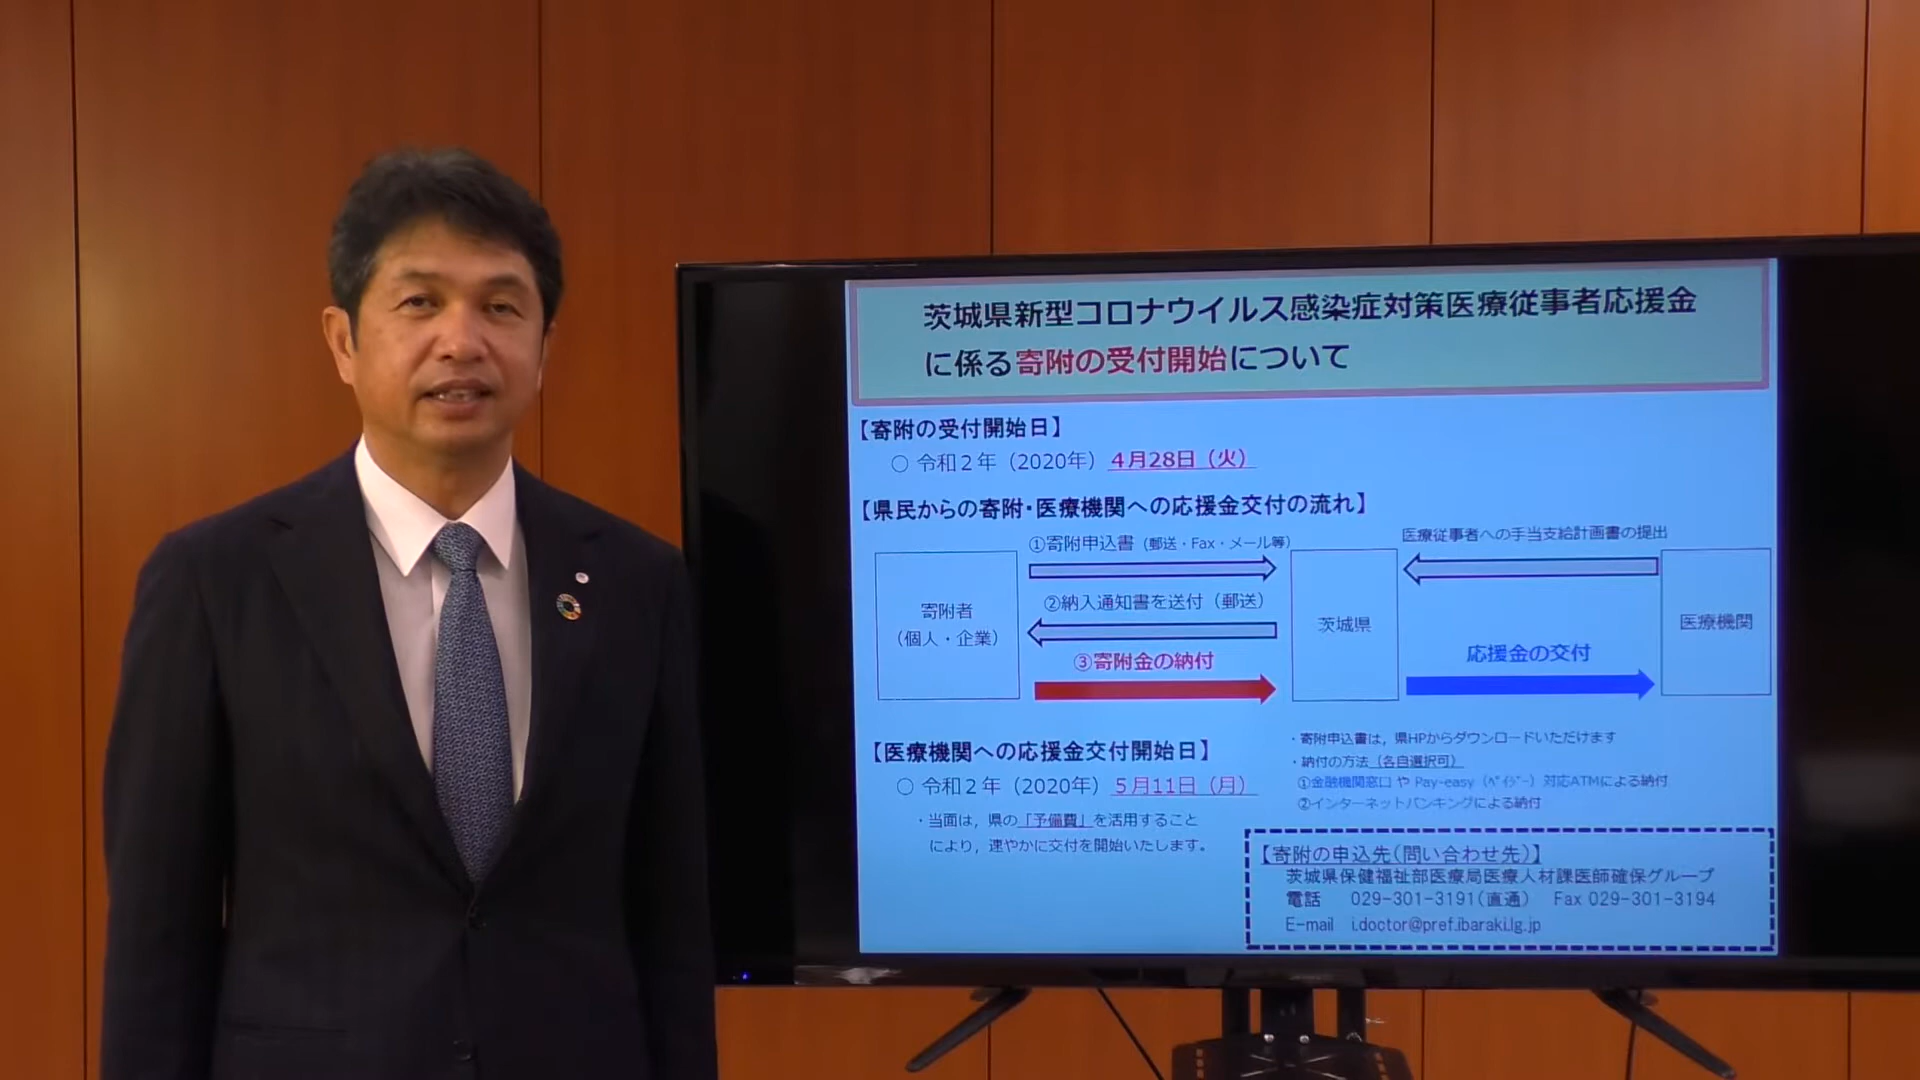 茨城県新型コロナウイルス感染症対策医療従事者応援金
に係る寄附の受付開始について
【寄附の受付開始日】
○ 令和２年（2020年）４月28日（火）
【県民からの寄附・医療機関への応援金交付の流れ】
①寄附申込書（郵送・Fax・メール等）
医療従事者への手当支給計画書の提出
②納入通知書を送付（郵送）
寄附者
（個人・企業）
茨城県
医療機関
③寄附金の納付
応援金の交付
【医療機関への応援金交付開始日】
○ 令和２年（2020年）５月11日（月）
・当面は，県の「予備費」を活用すること
により，速やかに交付を開始いたします。
・寄附申込書は，県HPからダウンロードいただけます
・納付の方法（各自選択可）
①金融機関窓口 や Pay-easy（ﾍﾟｲｼﾞｰ）対応ATMによる納付
②インターネットバンキングによる納付
【寄附の申込先（問い合わせ先）】
茨城県保健福祉部医療局医療人材課医師確保グループ
電話 029-301-3191（直通） Fax 029-301-3194
E-mail i.doctor@pref.ibaraki.lg.jp